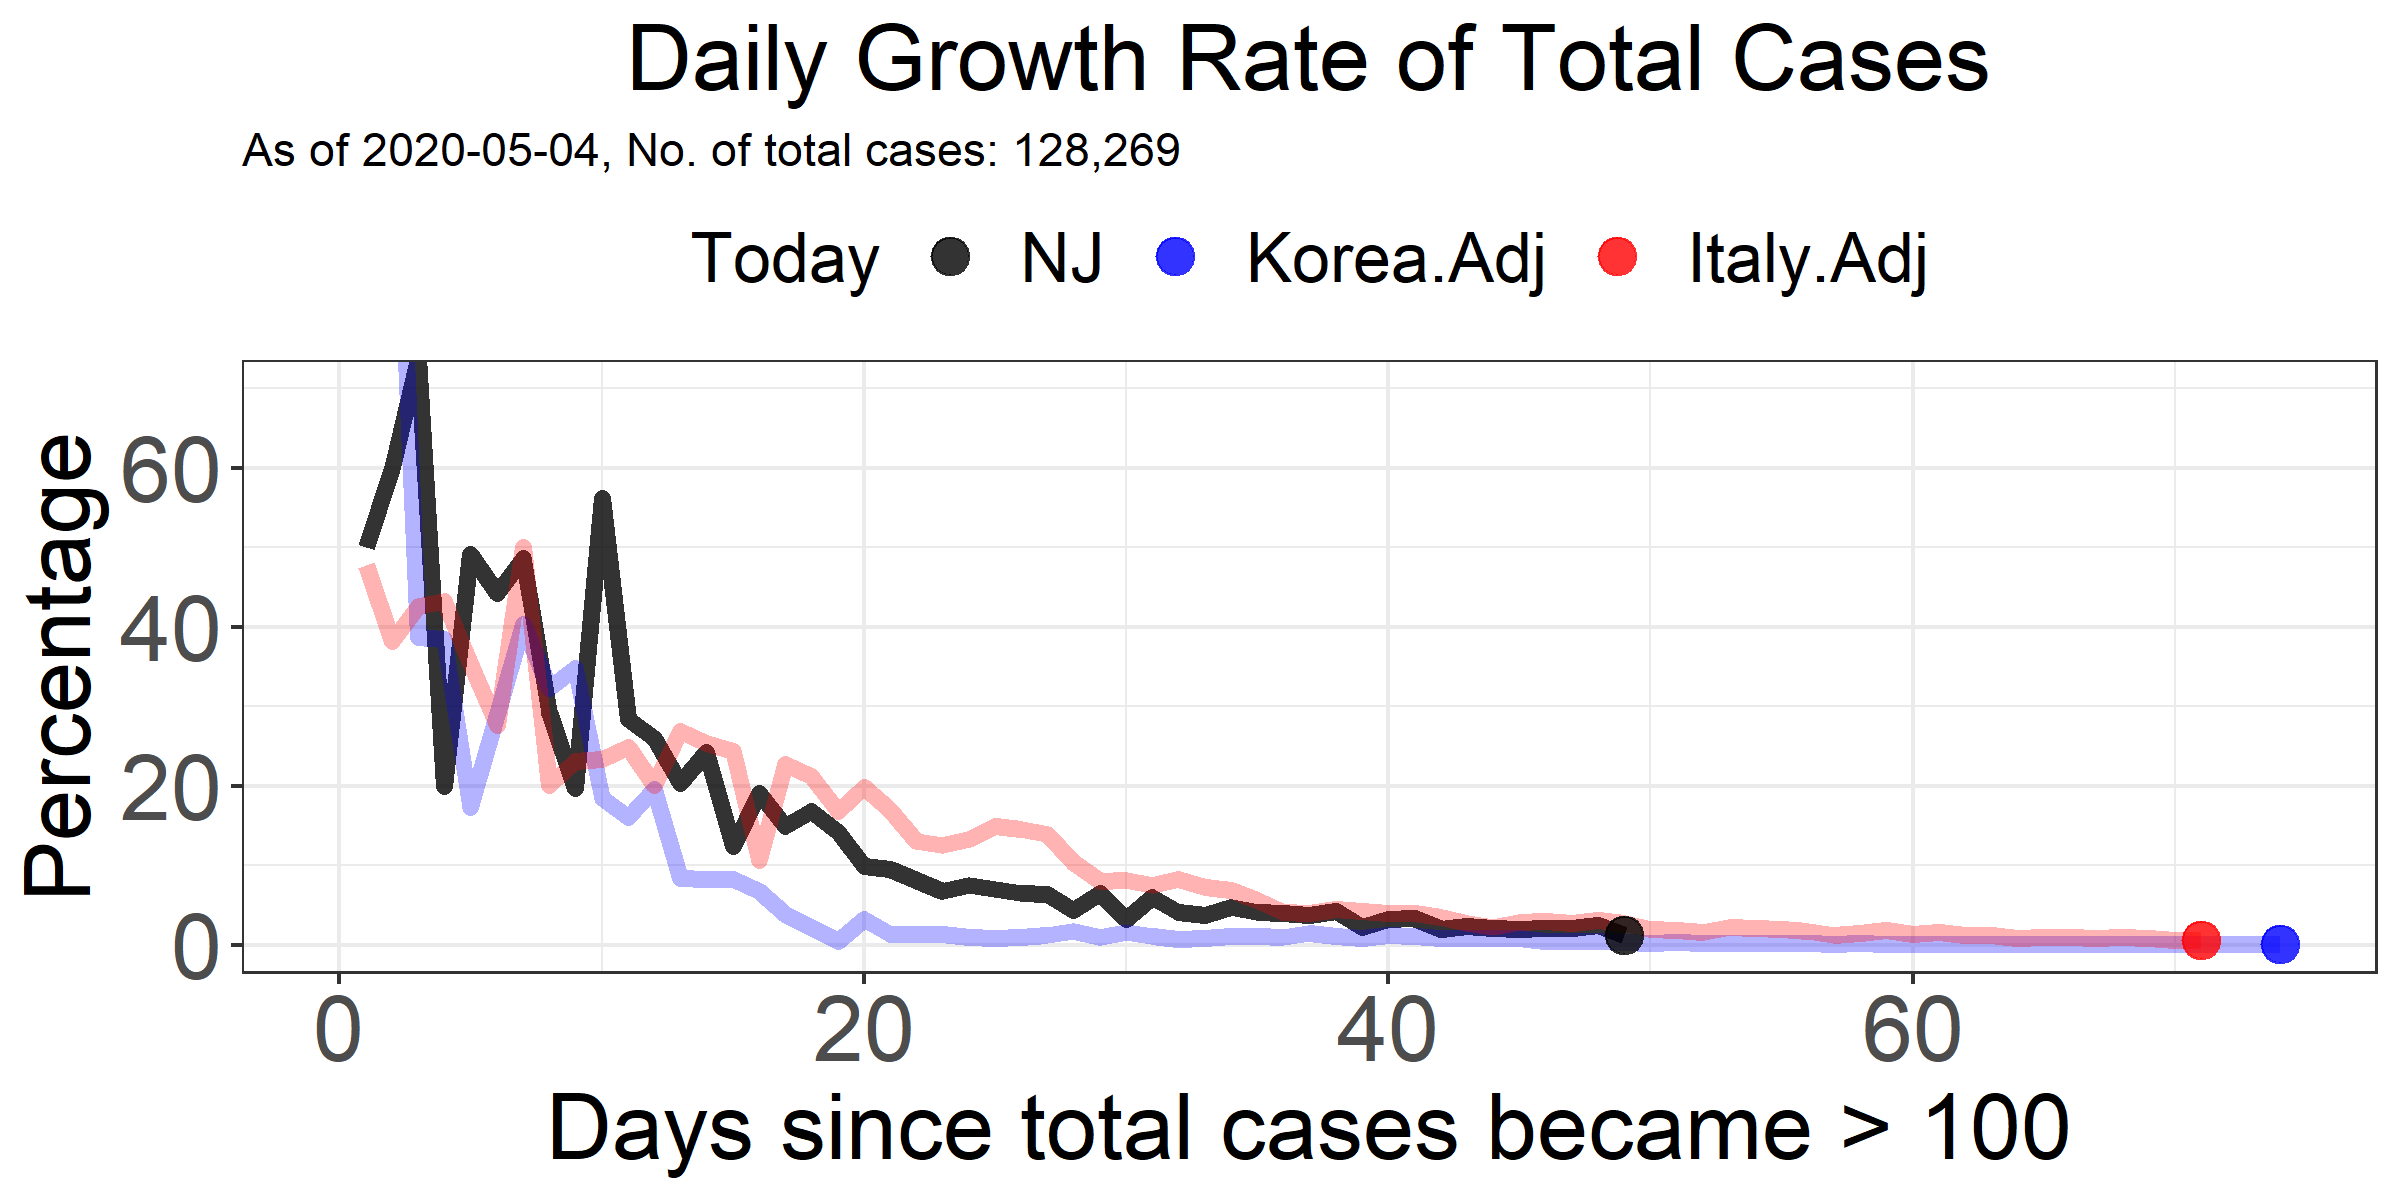 Daily Growth Rate of Total Cases
As of 2020-05-04, No. of total cases: 128,269
Today NJ Korea.Adj Italy.Adj
Percentage
60
40
20
0
0 20 40 60
Days since total cases became > 100